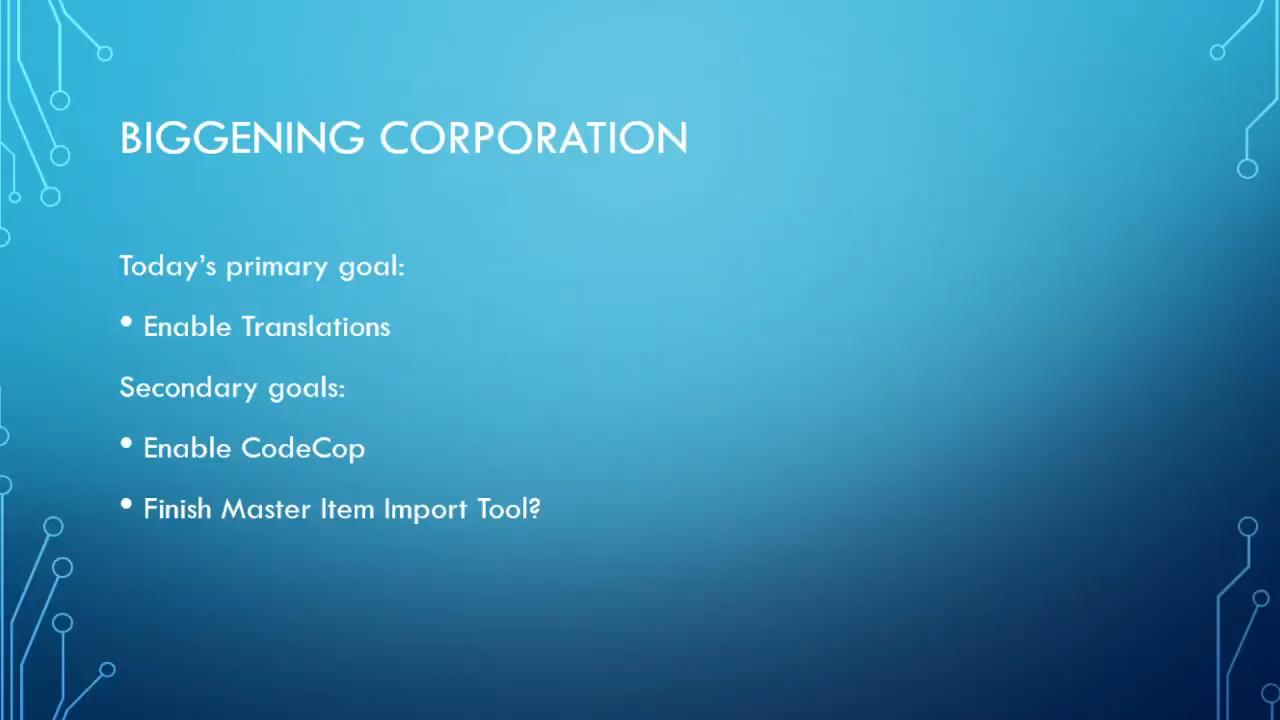 BIGGENING CORPORATION
Today’s primary goal:
• Enable Translations
Secondary goals:
• Enable CodeCop
• Finish Master Item Import Tool?